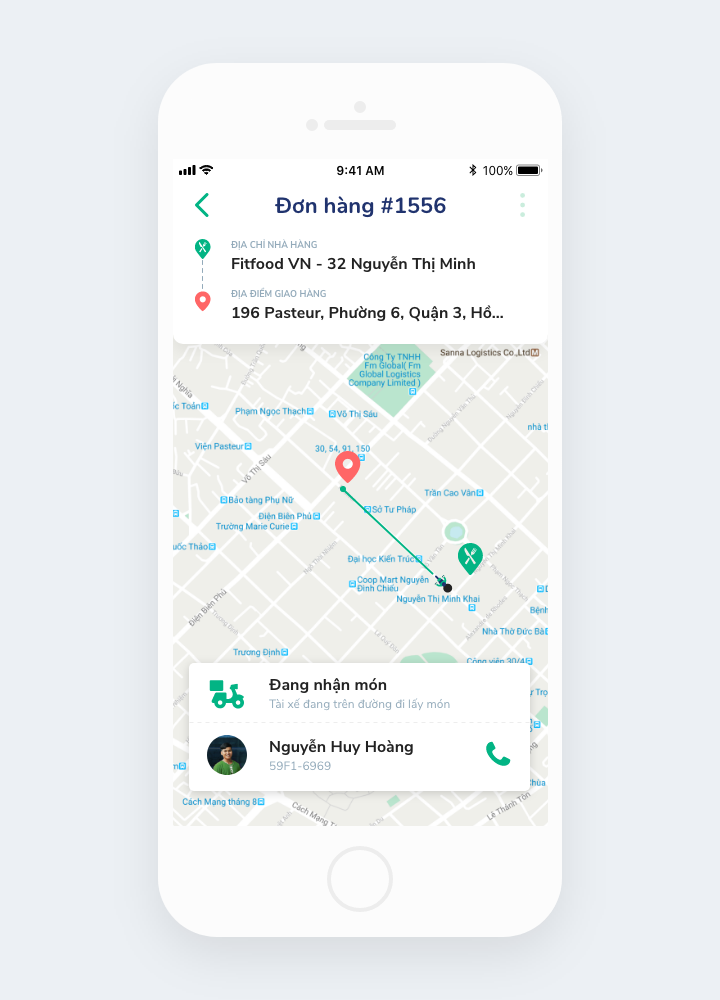 9:41 AM
100%
Đơn hàng #1556
ĐỊA CHỈ NHÀ HÀNG
Fitfood VN - 32 Nguyễn Thị Minh
ĐỊA ĐIỂM GIAO HÀNG
196 Pasteur, Phường 6, Quận 3, Hồ...
Sanna Logistics Co.,Ltd
Công Ty TNHH
Fm Global( Fm
Global Logistics
Company Limited )
Phạm Ngọc Thạch
Võ Thị Sáu
nhà th
Viện Pasteur
30, 54, 91, 150
Võ Thị Sáu
Trần Cao Vân
Bảo tàng Phụ Nữ
Sở Tư Pháp
Điện Biên Phủ
Trường Marie Curie
uốc Thảo
Đại học Kiến Trúc
Coop Mart Nguyễn
Đình Chiểu
Nguyễn Thị Minh Khai
Điện Biên Phủ
Bệnh
Nhà Thờ Đức Bà
Trương Định
Công viên 30/4
Đang nhận món
Tài xế đang trên đường đi lấy món
Nguyễn Huy Hoàng
59F1-6969
Chùa
Cách Mạng tháng 8
Cách Mạng T
Lê Thánh Tôn